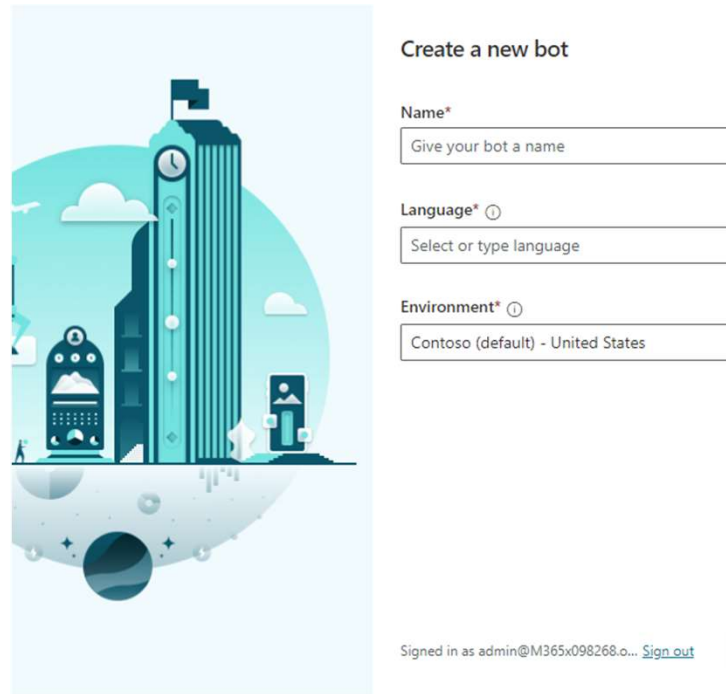 Create a new bot
Name*
Give your bot a name
Language*
Select or type language
Environment*
Contoso (default) - United States
Signed in as admin@M365x098268.o... Sign out